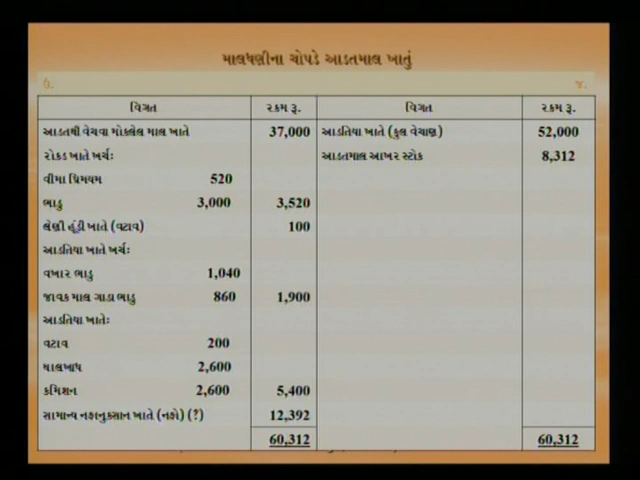 માલધણીના ચોપડે આડતમાલ ખાતું
ઉ. જ.
વિગત રકમ રૂ. વિગત રકમ રૂ.
આડતથી વેચવા મોકલેલ માલ ખાતે 37,000 આડતિયા ખાતે (કુલ વેચાણ) 52,000
રોકડ ખાતે ખર્ચઃ આડતમાલ આખર સ્ટોક 8,312
વીમા પ્રિમયમ 520
ભાડુ 3,000 3,520
લેણી હૂંડી ખાતે (વટાવ) 100
આડતિયા ખાતે ખર્ચઃ
વખાર ભાડુ 1,040
જાવક માલ ગાડા ભાડુ 860 1,900
આડતિયા ખાતેઃ
વટાવ 200
ઘાલખાધ 2,600
કમિશન 2,600 5,400
સામાન્ય નફાનુક્સાન ખાતે (નફો) (?) 12,392
60,312 60,312